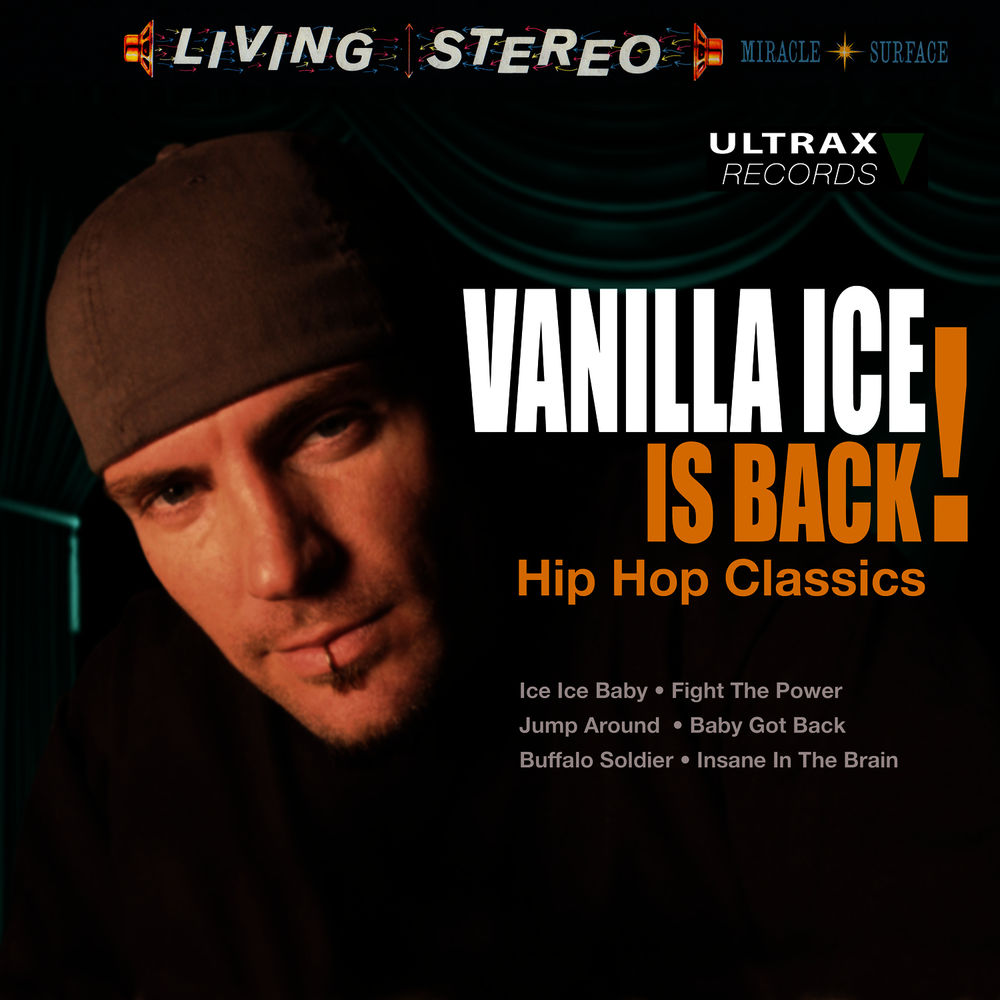 LIVING STEREO
MIRACLE SURFACE
ULTRAX
RECORDS
VANILLA ICE
IS BACK!
Hip Hop Classics
Ice Ice Baby • Fight The Power
Jump Around • Baby Got Back
Buffalo Soldier • Insane In The Brain